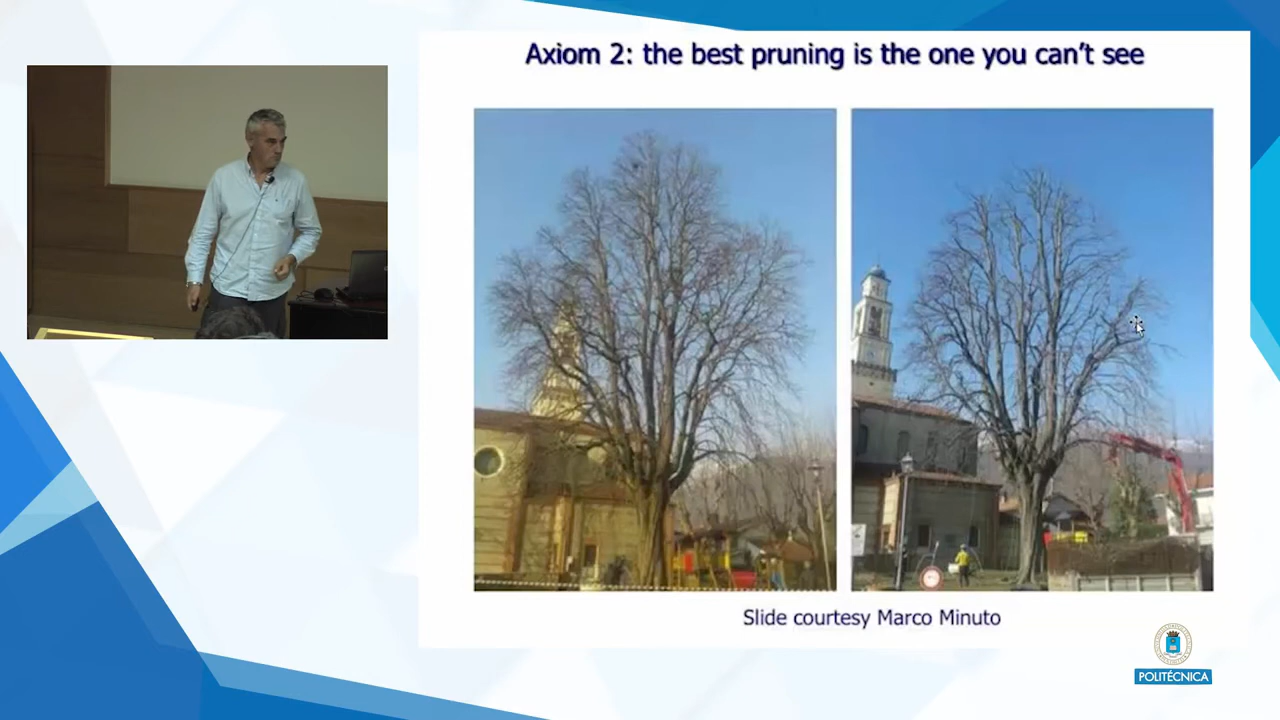 Axiom 2: the best pruning is the one you can't see
Slide courtesy Marco Minuto
POLITÉCNICA